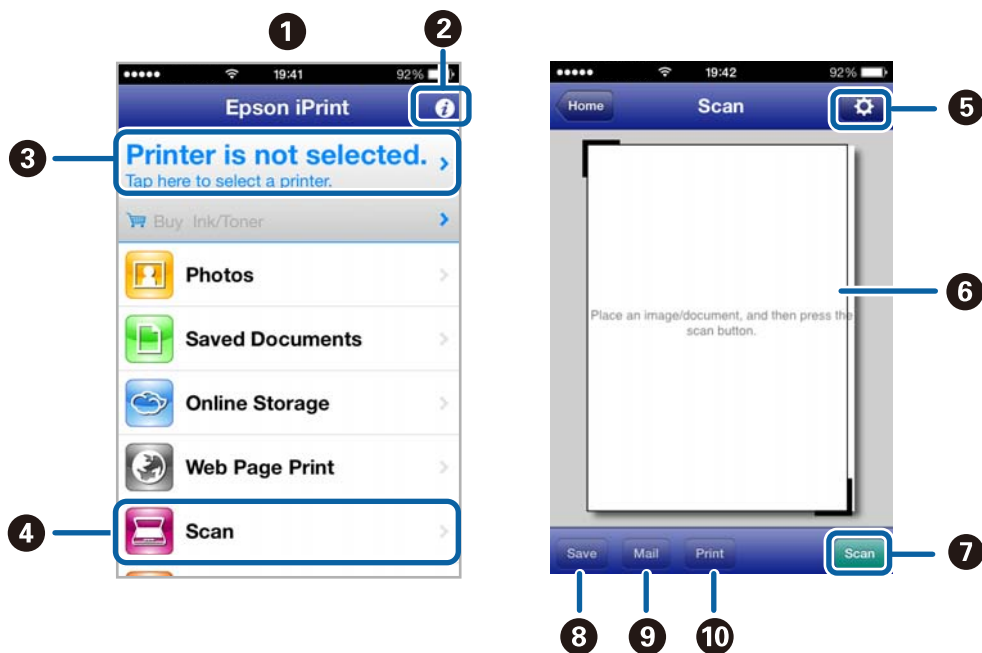 1
2
19:41
92%
Epson iPrint
3
Printer is not selected.
Tap here to select a printer.
Buy Ink/Toner
Photos
Saved Documents
Online Storage
Web Page Print
4
Scan
19:42
92%
Home
Scan
5
6
Place an image/document, and then press the
scan button.
Save
Mail
Print
Scan
7
8
9
10